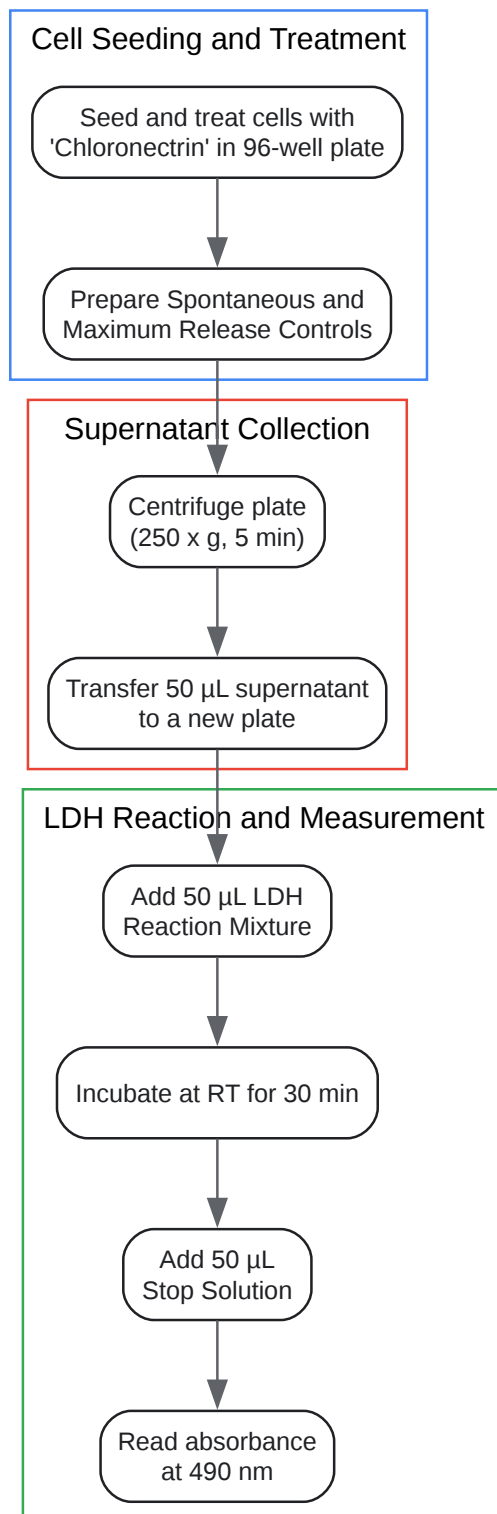 Cell Seeding and Treatment
Seed and treat cells with
'Chloronectrin' in 96-well plate
Prepare Spontaneous and
Maximum Release Controls
Supernatant Collection
Centrifuge plate
(250 x g, 5 min)
Transfer 50 µL supernatant
to a new plate
LDH Reaction and Measurement
Add 50 µL LDH
Reaction Mixture
Incubate at RT for 30 min
Add 50 µL
Stop Solution
Read absorbance
at 490 nm